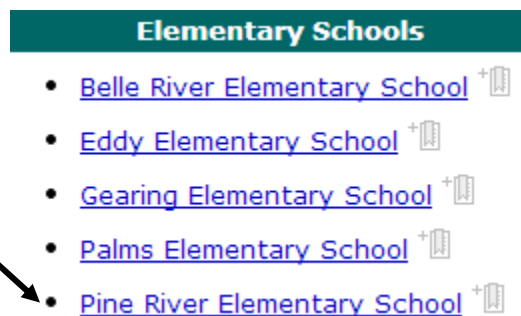 Elementary Schools
• Belle River Elementary School
• Eddy Elementary School
• Gearing Elementary School
• Palms Elementary School
• Pine River Elementary School